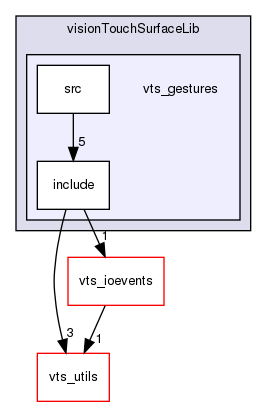 visionTouchSurfaceLib
src
vts_gestures
5
include
1
vts_ioevents
3
1
vts_utils